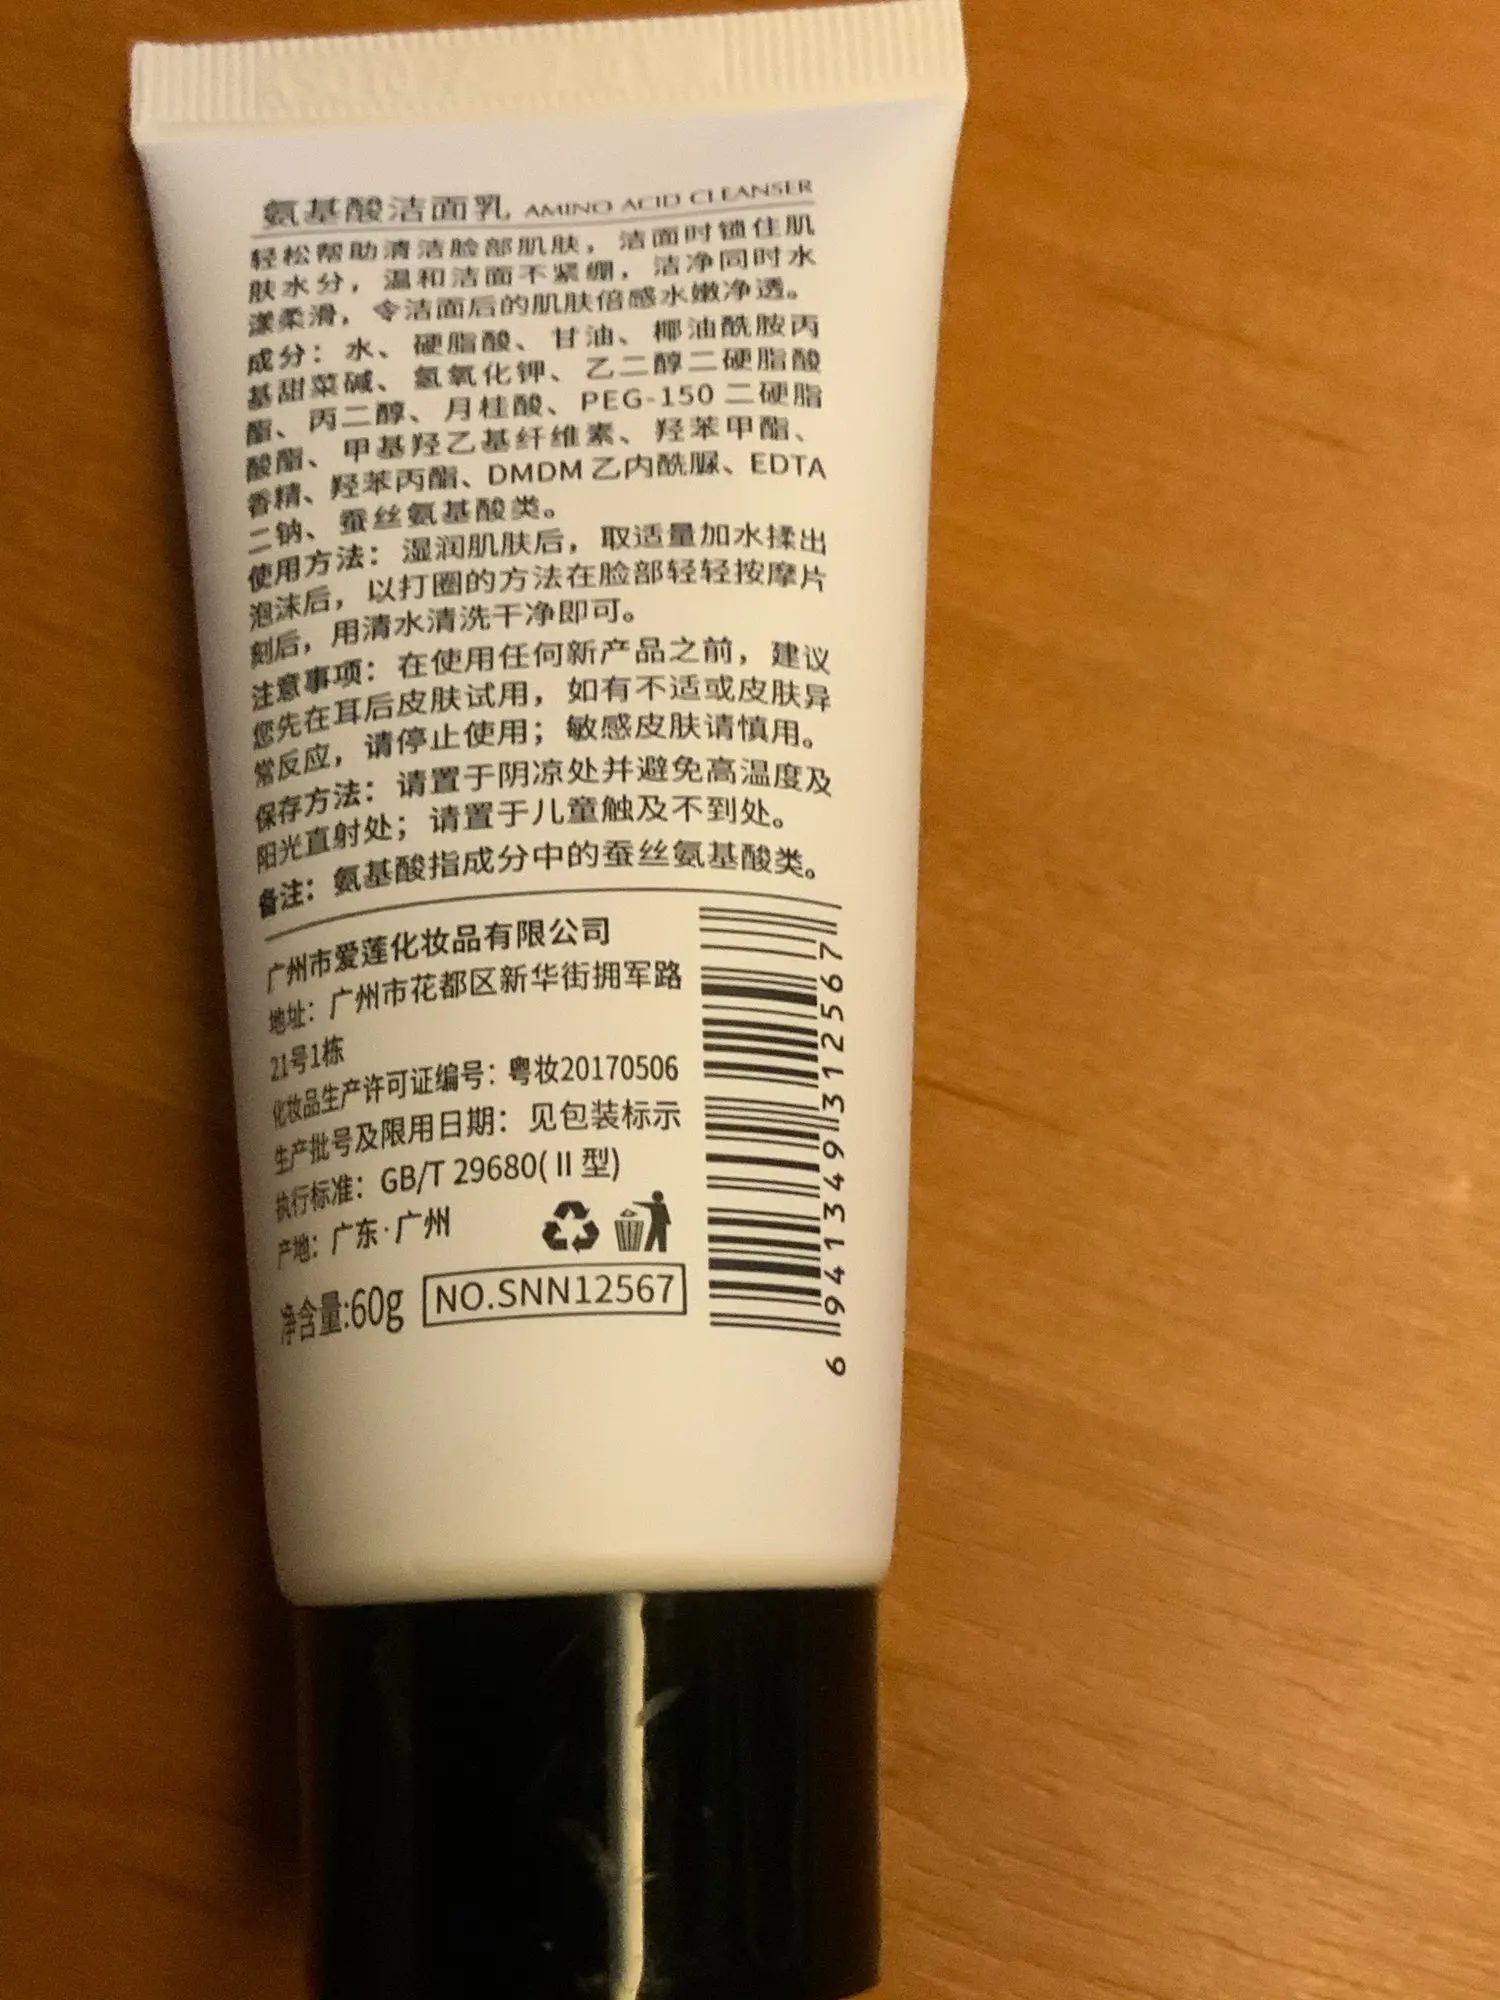 氨基酸洁面乳 AMINO ACID CLEANSER
轻松帮助清洁脸部肌肤，洁面时锁住肌
肤水分，温和洁面不紧绷，洁净同时水
漾柔滑，令洁面后的肌肤倍感水嫩净透。
成分：水、硬脂酸、甘油、椰油酰胺丙
基甜菜碱、氢氧化钾、乙二醇二硬脂酸
酯、丙二醇、月桂酸、PEG-150 二硬脂
酸酯、甲基羟乙基纤维素、羟苯甲酯、
香精、羟苯丙酯、DMDM 乙内酰脲、EDTA
二钠、蚕丝氨基酸类。
使用方法：湿润肌肤后，取适量加水揉出
泡沫后，以打圈的方法在脸部轻轻按摩片
刻后，用清水清洗干净即可。
注意事项：在使用任何新产品之前，建议
您先在耳后皮肤试用，如有不适或皮肤异
常反应，请停止使用；敏感皮肤请慎用。
保存方法：请置于阴凉处并避免高温度及
阳光直射处；请置于儿童触及不到处。
备注：氨基酸指成分中的蚕丝氨基酸类。
广州市爱莲化妆品有限公司
地址：广州市花都区新华街拥军路
21号1栋
化妆品生产许可证编号：粤妆20170506
生产批号及限用日期：见包装标示
执行标准：GB/T 29680(Ⅱ型)
产地：广东·广州
净含量:60g NO.SNN12567
6 941349 312567